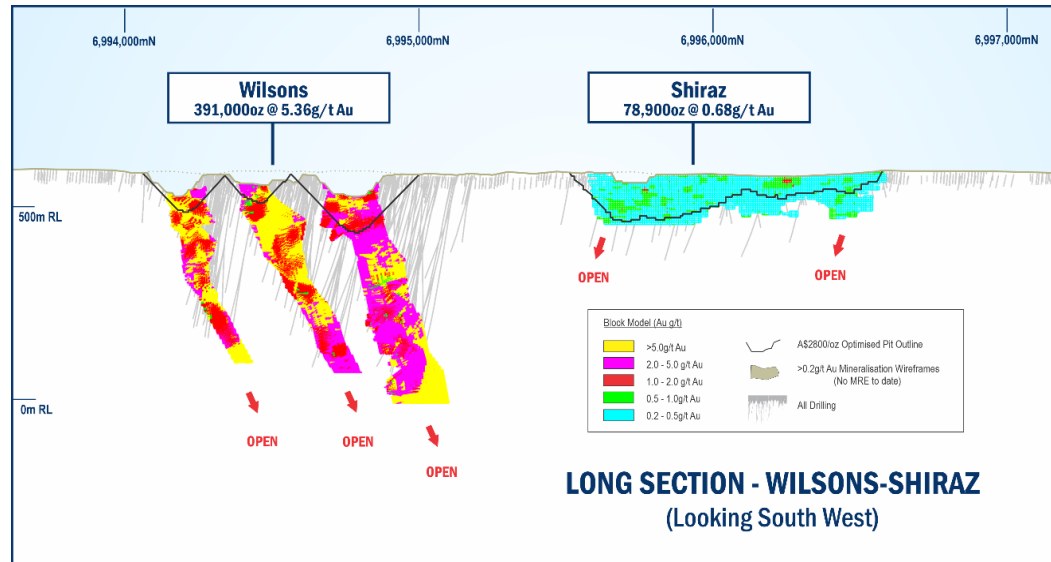 6,994,000mN
6,995,000mN
6,996,000mN
6,997,000mN
Wilsons
391,000oz @ 5.36g/t Au
Shiraz
78,900oz @ 0.68g/t Au
500m RL
0m RL
OPEN
OPEN
OPEN
OPEN
OPEN
Block Model (Au g/t)
>5.0g/t Au
2.0 - 5.0 g/t Au
1.0 - 2.0 g/t Au
0.5 - 1.0g/t Au
0.2 - 0.5g/t Au
A$2800/oz Optimised Pit Outline
>0.2g/t Au Mineralisation Wireframes
(No MRE to date)
All Drilling
LONG SECTION - WILSONS-SHIRAZ
(Looking South West)